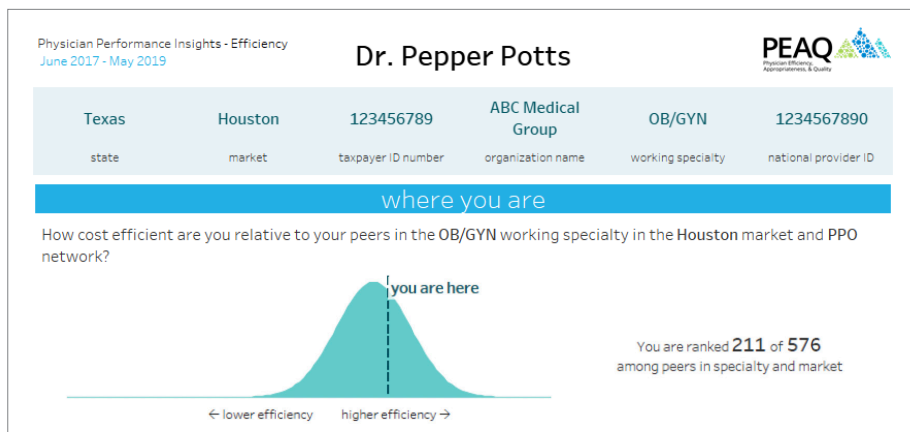 Physician Performance Insights - Efficiency
June 2017 - May 2019
Dr. Pepper Potts
PEAQ
Physician Efficiency,
Appropriateness, & Quality
Texas
state
Houston
market
123456789
taxpayer ID number
ABC Medical
Group
organization name
OB/GYN
working specialty
1234567890
national provider ID
where you are
How cost efficient are you relative to your peers in the OB/GYN working specialty in the Houston market and PPO
network?
you are here
← lower efficiency
higher efficiency →
You are ranked 211 of 576
among peers in specialty and market